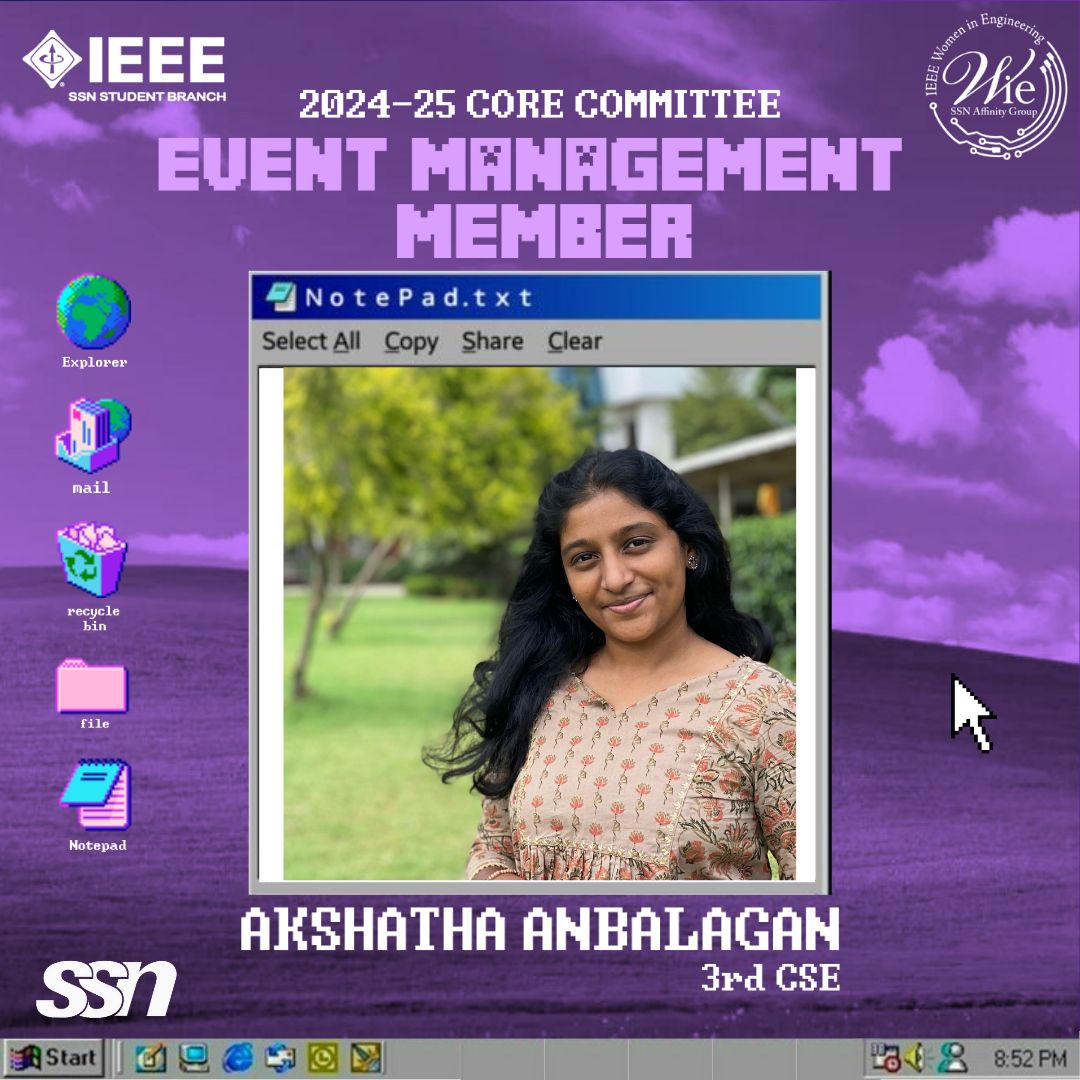 IEEE
SSN STUDENT BRANCH
IEEE Women in Engineering
WiE
SSN Affinity Group
2024-25 CORE COMMITTEE
EVENT MANAGEMENT
MEMBER
NotePad.txt
Select All Copy Share Clear
Explorer
mail
recycle
bin
file
Notepad
AKSHATHA ANBALAGAN
3rd CSE
ssn
Start
8:52 PM